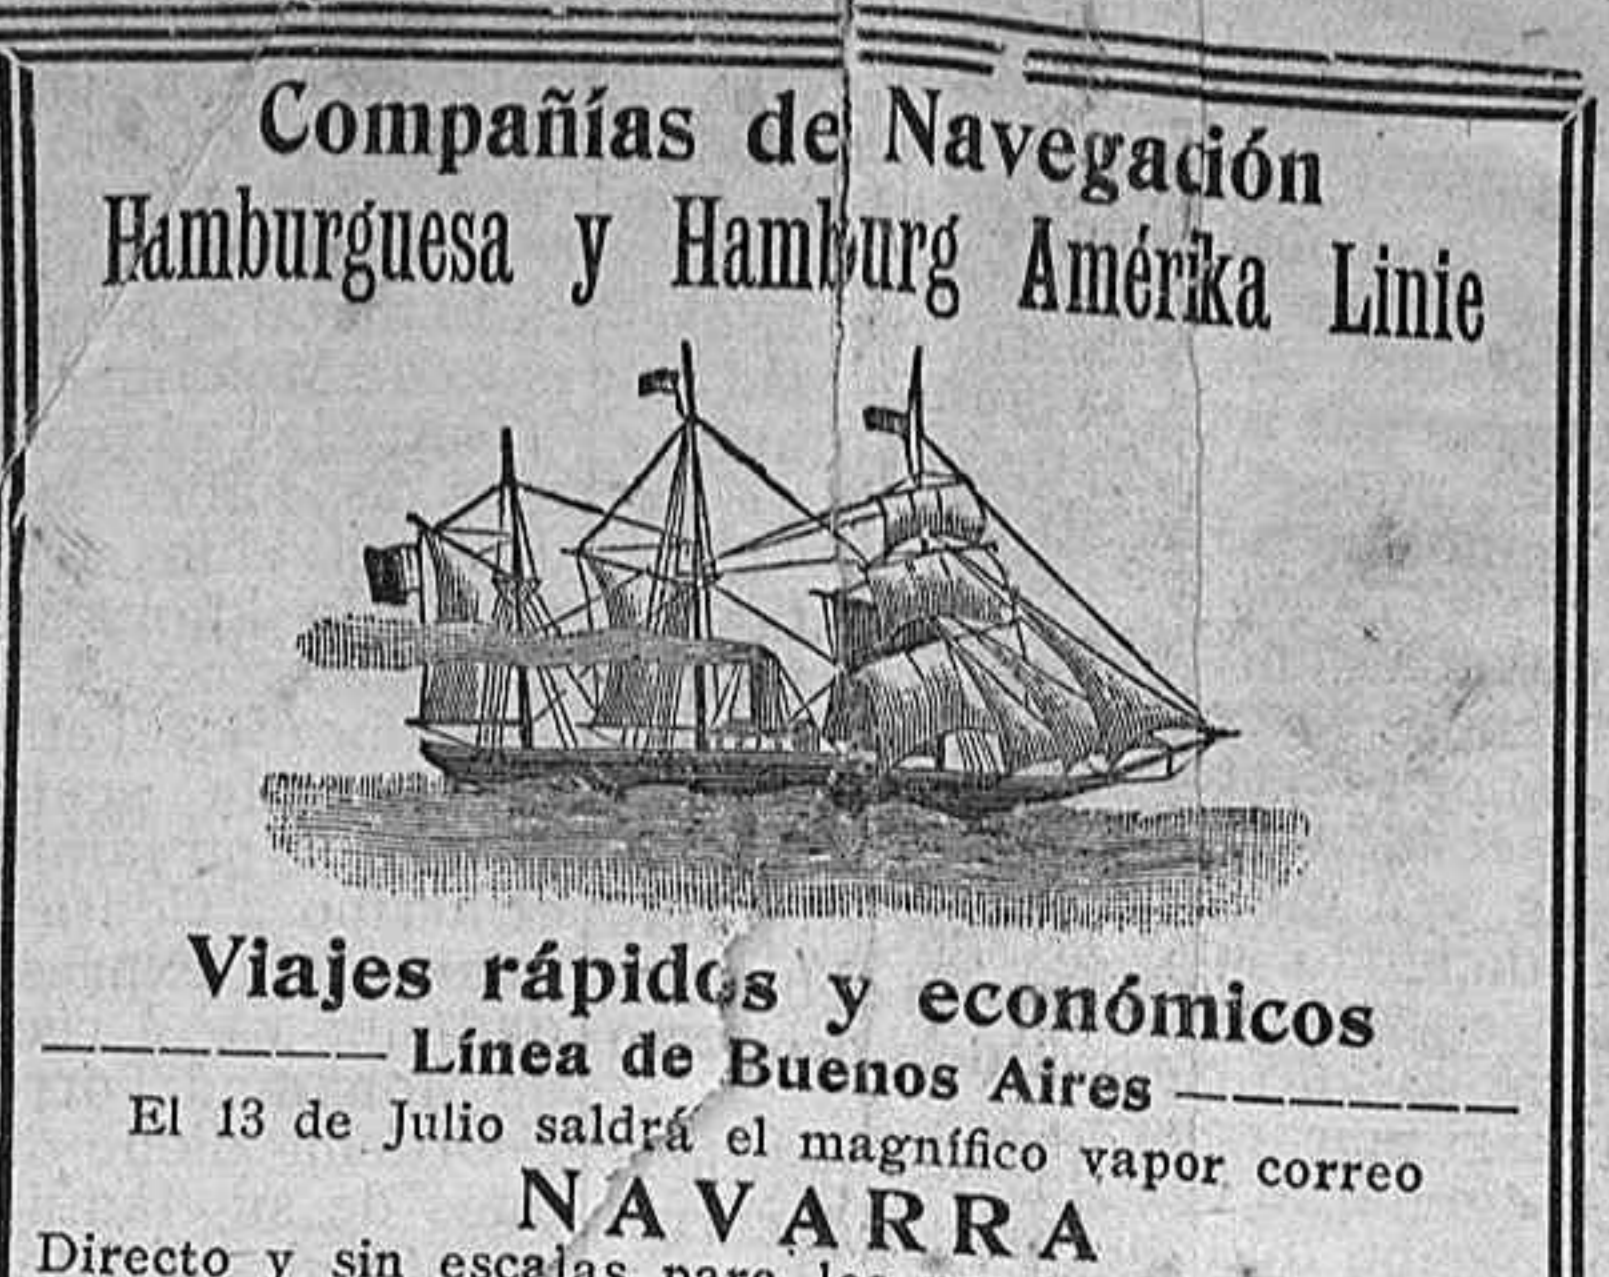 Compañías de Navegación
Hamburguesa y Hamburg Amérika Linie
Viajes rápidos y económicos
Línea de Buenos Aires
El 13 de Julio saldrá el magnífico vapor correo
NAVARRA
Directo y sin escalas para